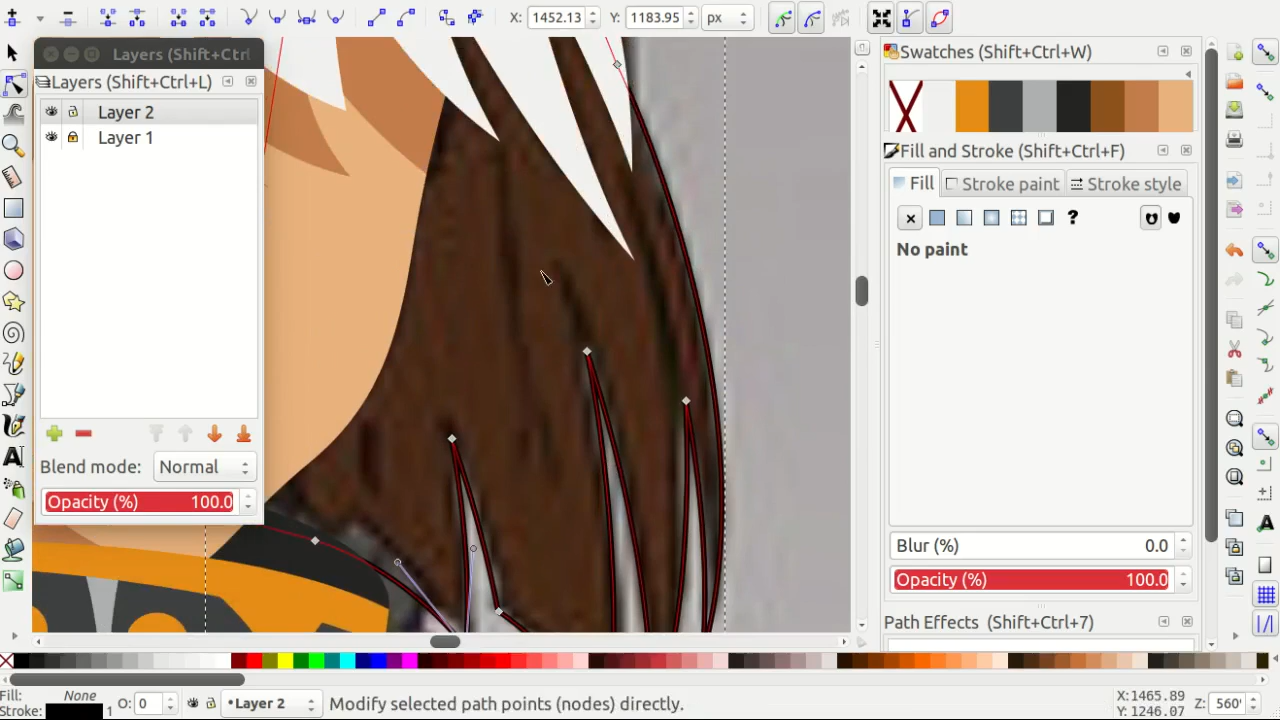 X: 1452.13 Y: 1183.95 px
Layers (Shift+Ctrl
Layers (Shift+Ctrl+L)
Layer 2
Layer 1
Blend mode: Normal
Opacity (%) 100.0
Swatches (Shift+Ctrl+W)
Fill and Stroke (Shift+Ctrl+F)
Fill Stroke paint Stroke style
?
No paint
Blur (%) 0.0
Opacity (%) 100.0
Path Effects (Shift+Ctrl+7)
Fill: None
Stroke: 1
O: 0
•Layer 2
Modify selected path points (nodes) directly.
X:1465.89
Y:1246.07
Z: 560